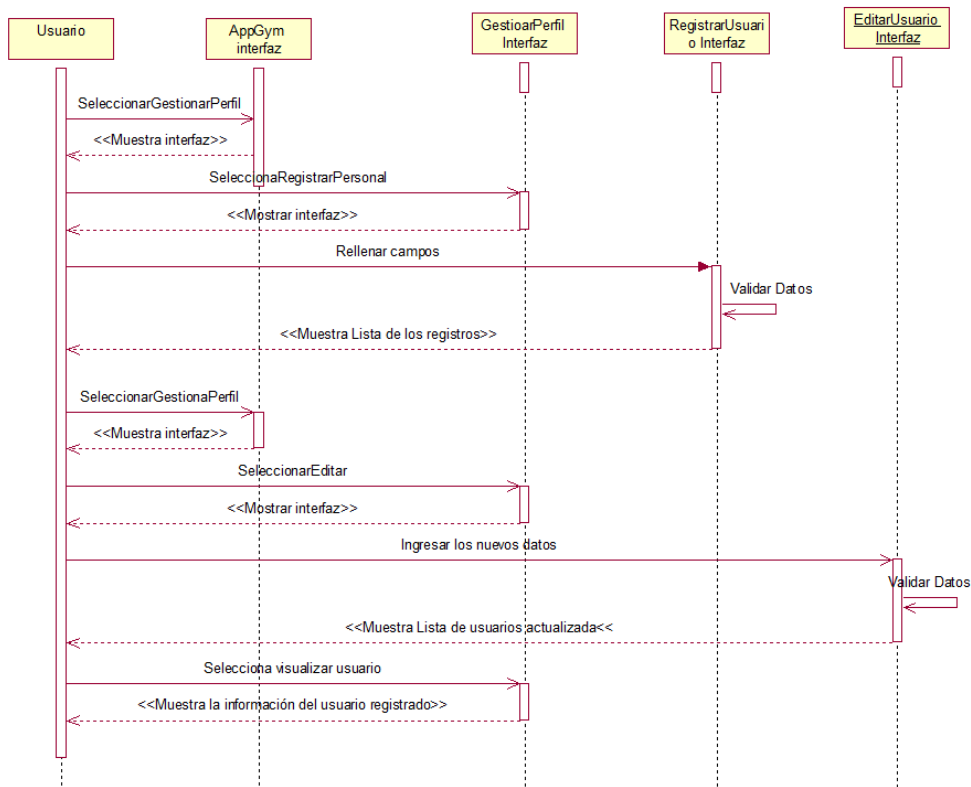 Usuario
AppGym
interfaz
GestioarPerfil
Interfaz
RegistrarUsuari
o Interfaz
EditarUsuario
Interfaz
SeleccionarGestionarPerfil
<<Muestra interfaz>>
SeleccionaRegistrarPersonal
<<Mostrar interfaz>>
Rellenar campos
Validar Datos
<<Muestra Lista de los registros>>
SeleccionarGestionaPerfil
<<Muestra interfaz>>
SeleccionarEditar
<<Mostrar interfaz>>
Ingresar los nuevos datos
Validar Datos
<<Muestra Lista de usuarios actualizada<<
Selecciona visualizar usuario
<<Muestra la información del usuario registrado>>